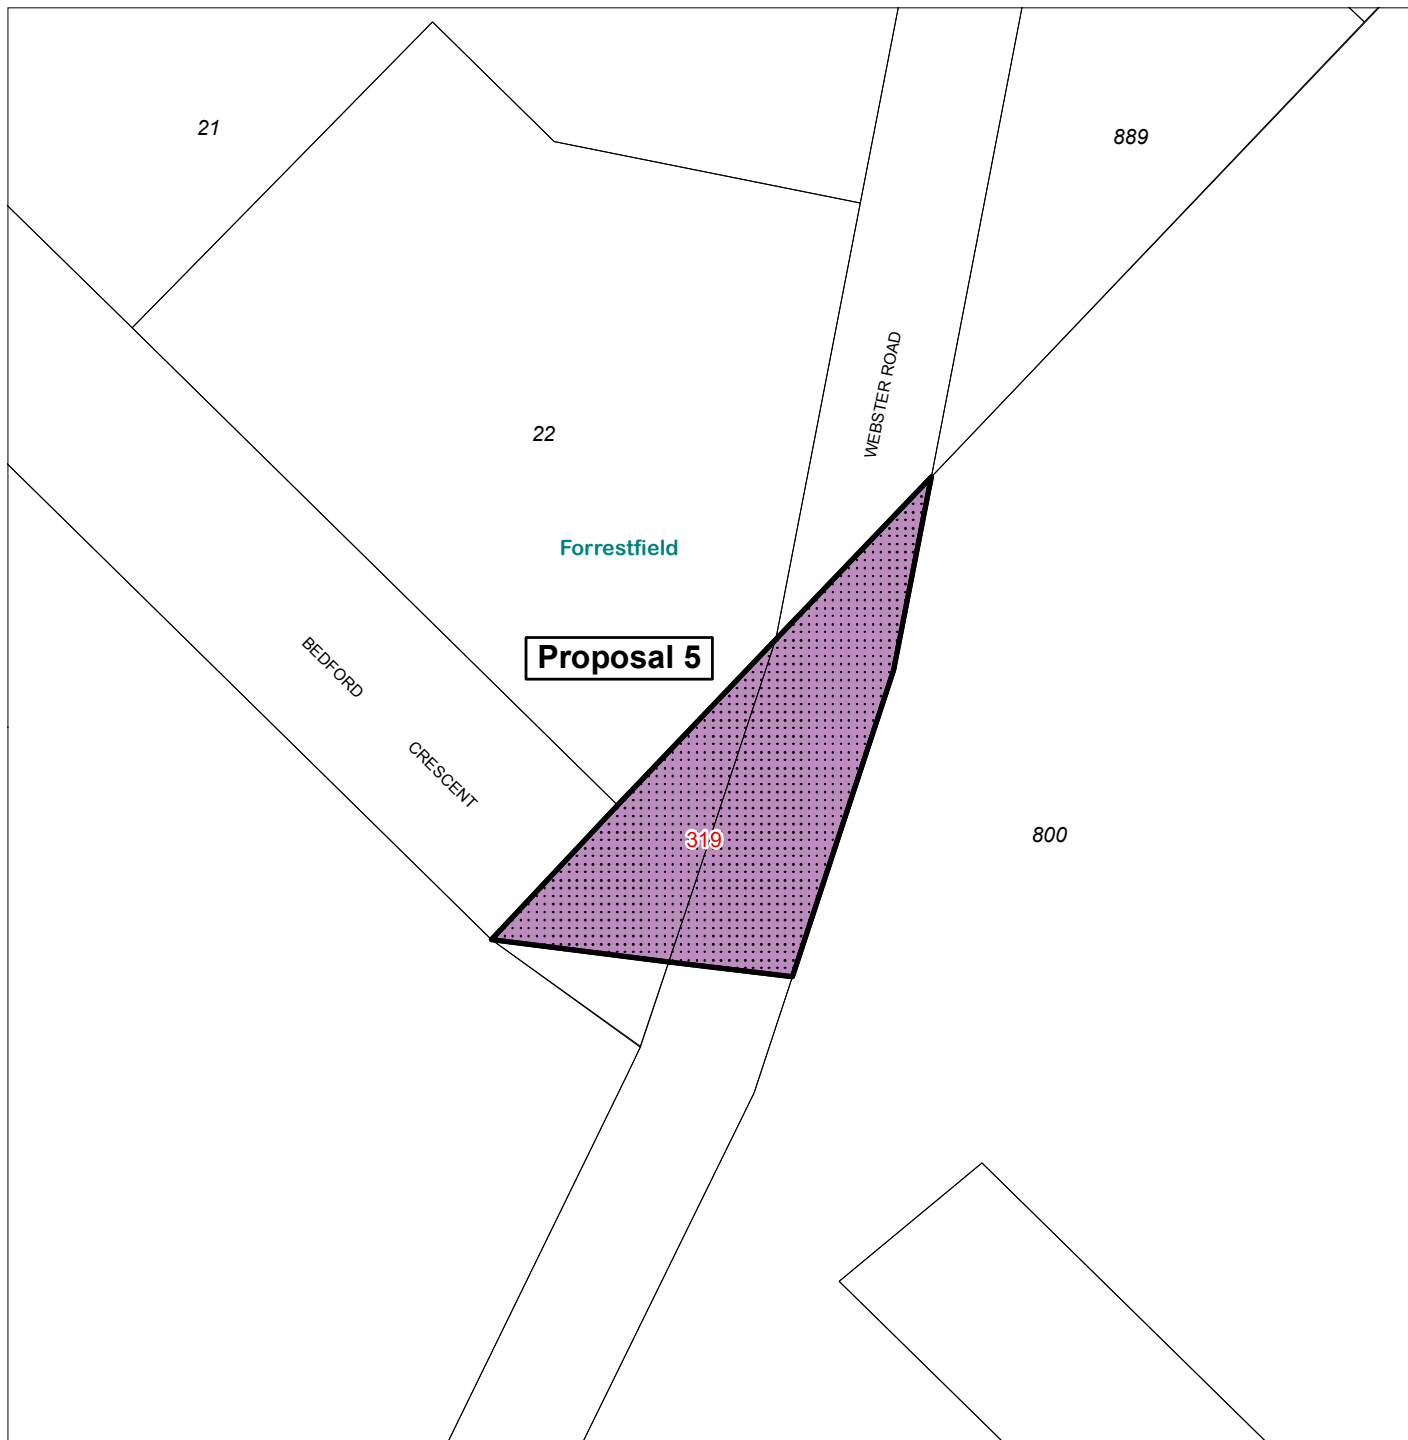 21
889
WEBSTER ROAD
22
Forrestfield
Proposal 5
BEDFORD
CRESCENT
319
800